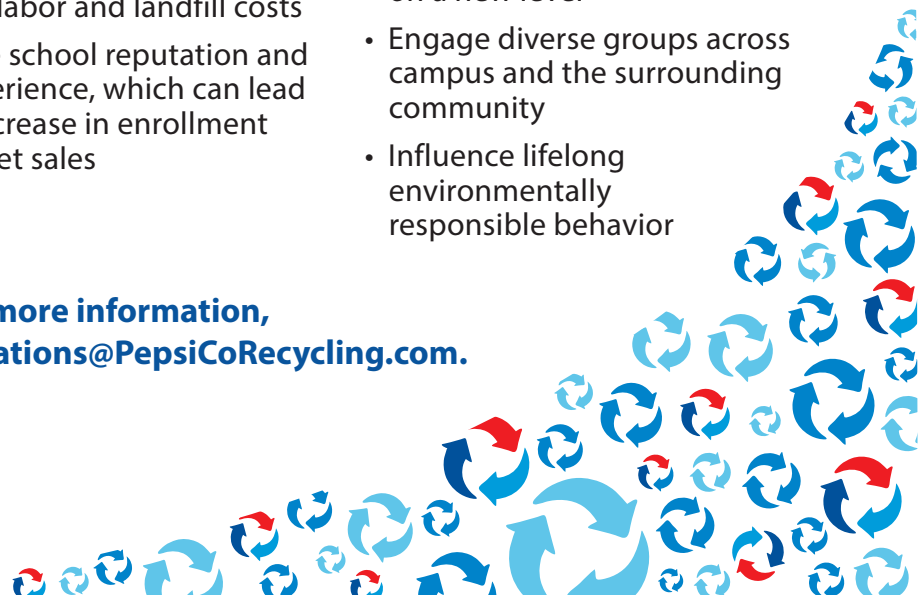 labor and landfill costs
school reputation and
erience, which can lead
crease in enrollment
et sales
• Engage diverse groups across
campus and the surrounding
community
• Influence lifelong
environmentally
responsible behavior
more information,
ations@PepsiCoRecycling.com.